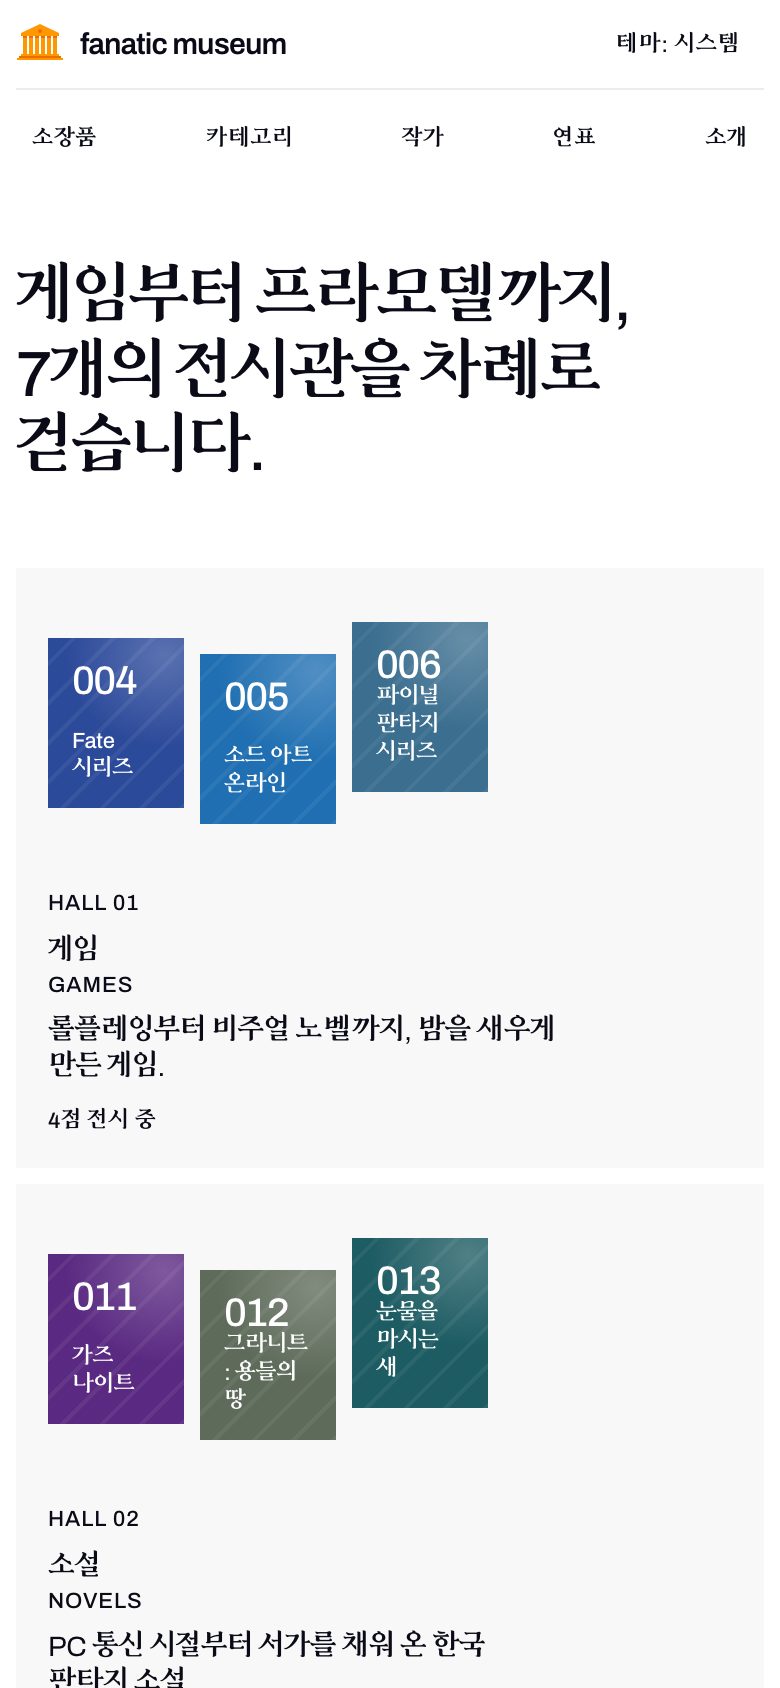 fanatic museum
테마: 시스템
소장품
카테고리
작가
연표
소개
게임부터 프라모델까지,
7개의 전시관을 차례로
걷습니다.
004
Fate
시리즈
005
소드 아트
온라인
006
파이널
판타지
시리즈
HALL 01
게임
GAMES
롤플레잉부터 비주얼 노벨까지, 밤을 새우게
만든 게임.
4점 전시 중
011
가즈
나이트
012
그라니트
: 용들의
땅
013
눈물을
마시는
새
HALL 02
소설
NOVELS
PC 통신 시절부터 서가를 채워 온 한국
판타지 소설